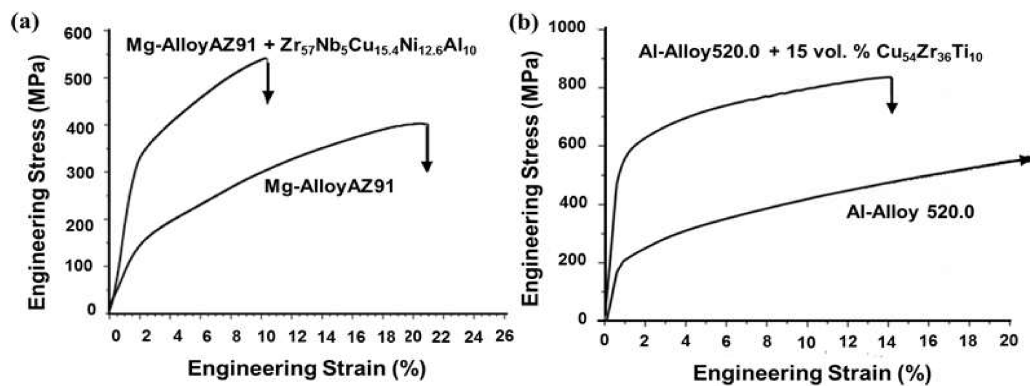 (a)
Engineering Stress (MPa)
600
500
400
300
200
100
0
Mg-AlloyAZ91 + Zr₅₇Nb₅Cu₁₅.₄Ni₁₂.₆Al₁₀
Mg-AlloyAZ91
0 2 4 6 8 10 12 14 16 18 20 22 24 26
Engineering Strain (%)
(b)
Engineering Stress (MPa)
1000
800
600
400
200
0
Al-Alloy520.0 + 15 vol. % Cu₅₄Zr₃₆Ti₁₀
Al-Alloy 520.0
0 2 4 6 8 10 12 14 16 18 20
Engineering Strain (%)